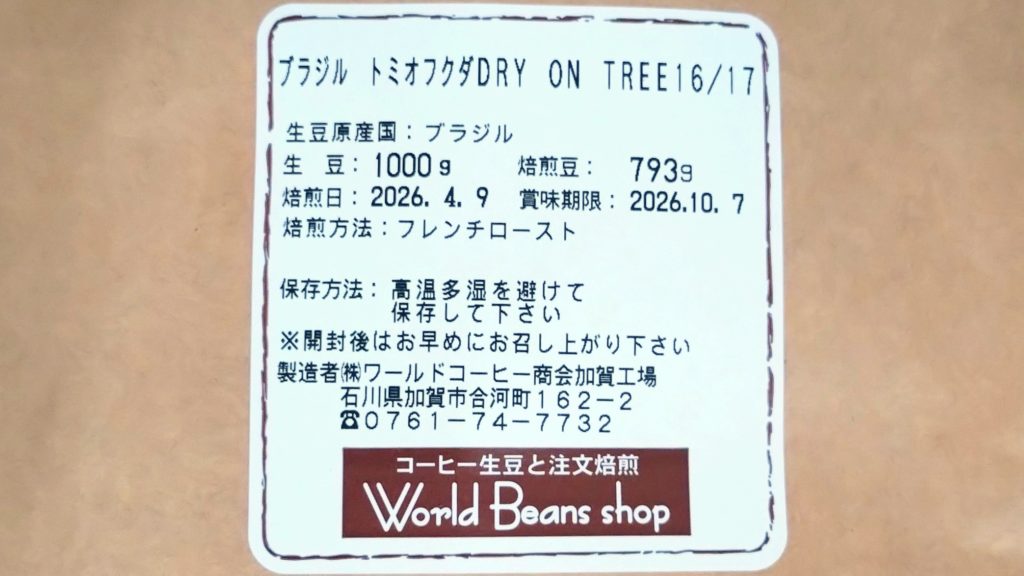 ブラジル トミオフクダDRY ON TREE16/17
生豆原産国：ブラジル
生　豆：1000g　焙煎豆：　793g
焙煎日：2026. 4. 9　賞味期限：2026.10. 7
焙煎方法：フレンチロースト
保存方法：高温多湿を避けて
保存して下さい
※開封後はお早めにお召し上がり下さい
製造者㈱ワールドコーヒー商会加賀工場
石川県加賀市合河町１６２－２
☎０７６１－７４－７７３２
コーヒー生豆と注文焙煎
World Beans shop